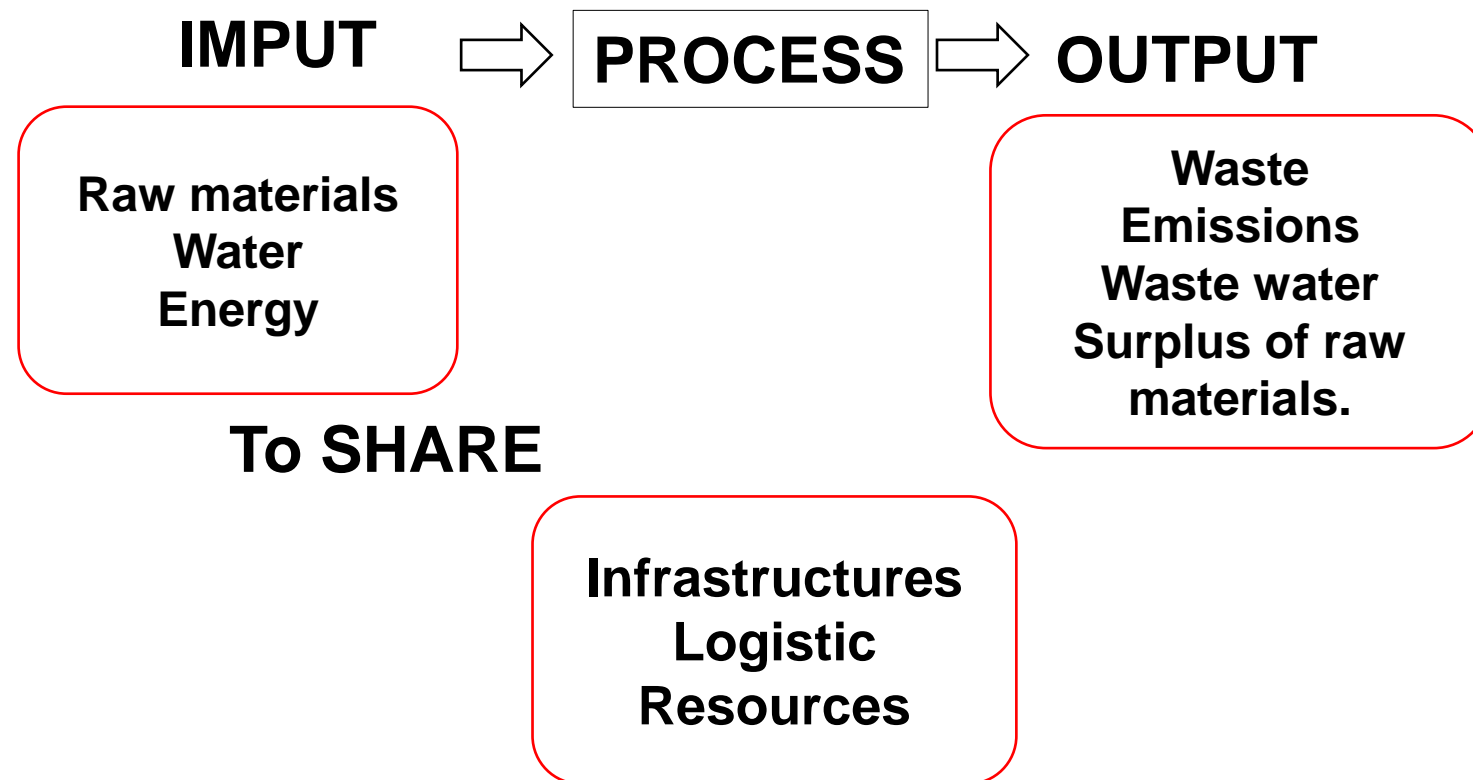 IMPUT
PROCESS
OUTPUT
Raw materials
Water
Energy
Waste
Emissions
Waste water
Surplus of raw
materials.
To SHARE
Infrastructures
Logistic
Resources